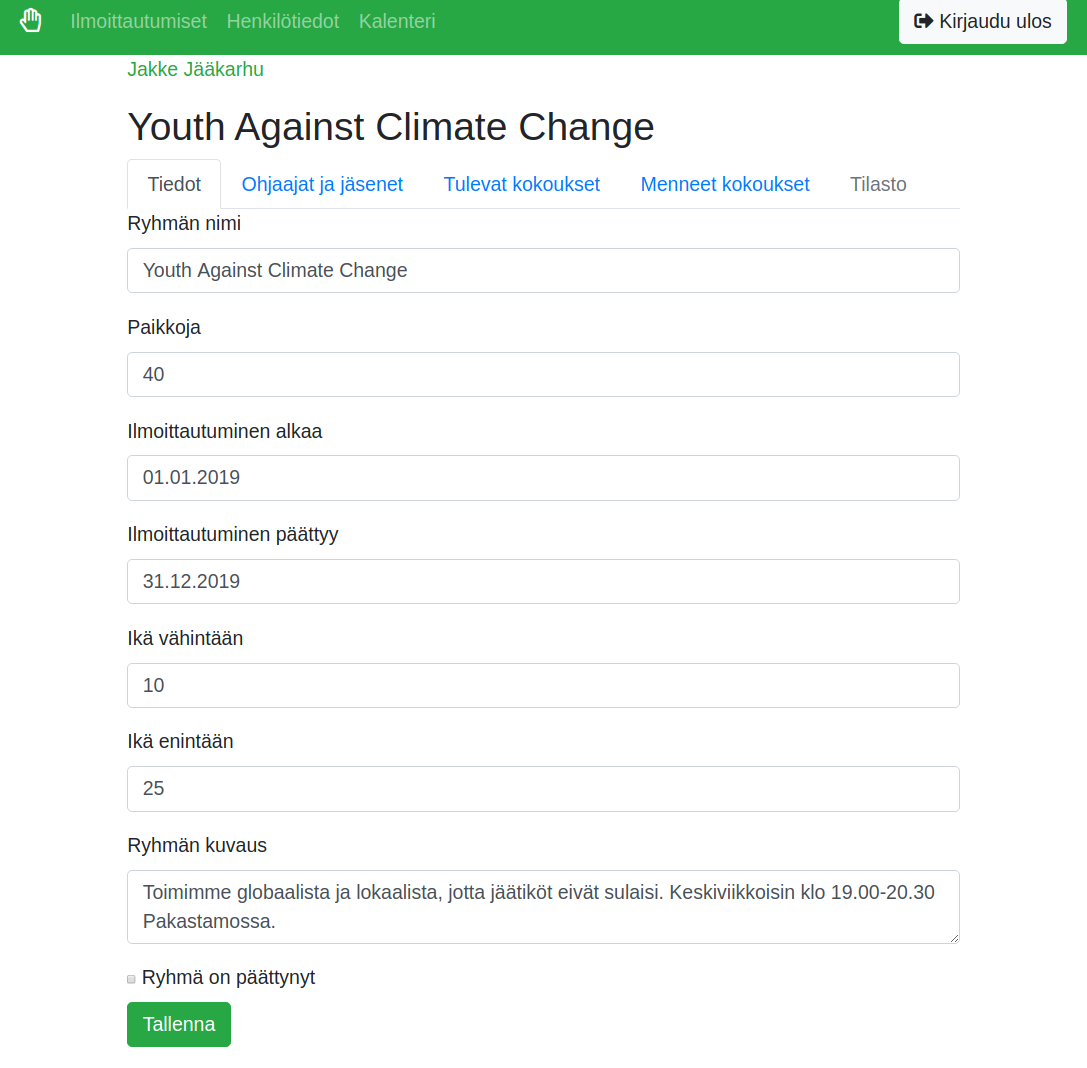 Ilmoittautumiset Henkilötiedot Kalenteri Kirjaudu ulos
Jakke Jääkarhu
Youth Against Climate Change
Tiedot Ohjaajat ja jäsenet Tulevat kokoukset Menneet kokoukset Tilasto
Ryhmän nimi
Youth Against Climate Change
Paikkoja
40
Ilmoittautuminen alkaa
01.01.2019
Ilmoittautuminen päättyy
31.12.2019
Ikä vähintään
10
Ikä enintään
25
Ryhmän kuvaus
Toimimme globaalista ja lokaalista, jotta jäätiköt eivät sulaisi. Keskiviikkoisin klo 19.00-20.30
Pakastamossa.
Ryhmä on päättynyt
Tallenna